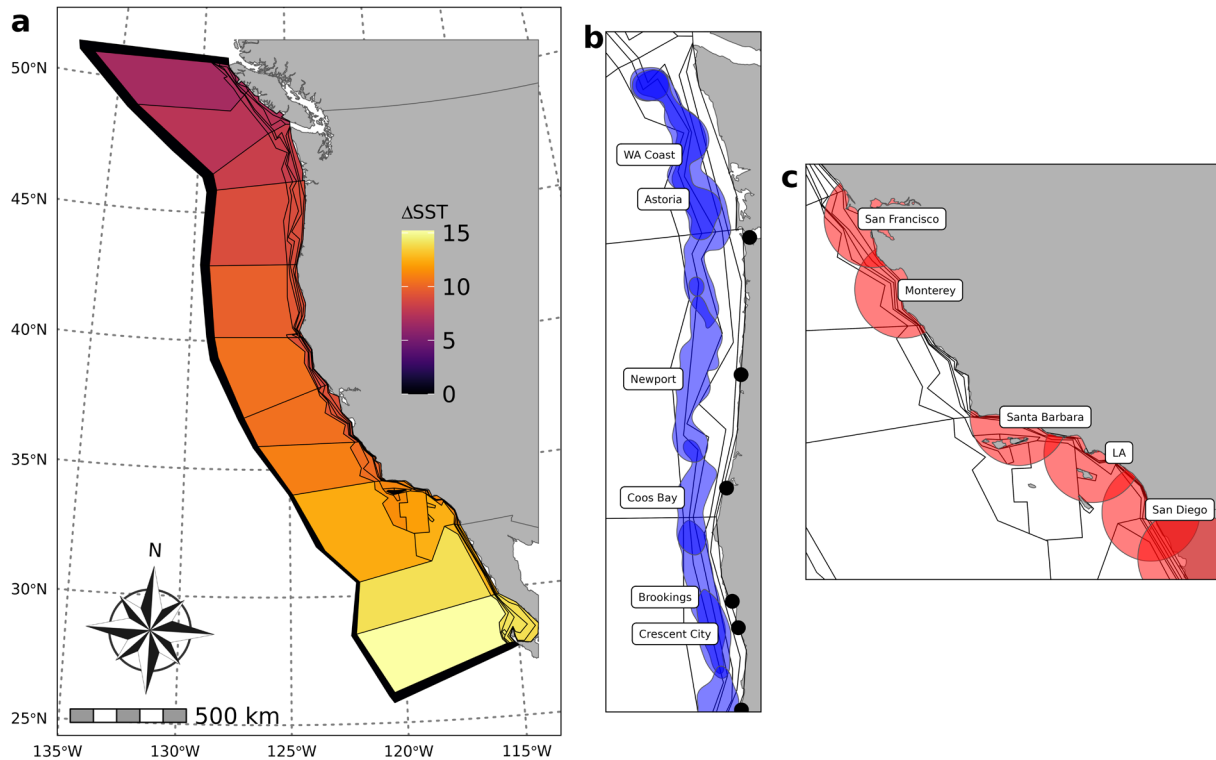 a
50°N
45°N
40°N
35°N
30°N
25°N
135°W
130°W
125°W
120°W
115°W
ΔSST
15
10
5
0
N
500 km
b
WA Coast
Astoria
Newport
Coos Bay
Brookings
Crescent City
c
San Francisco
Monterey
Santa Barbara
LA
San Diego